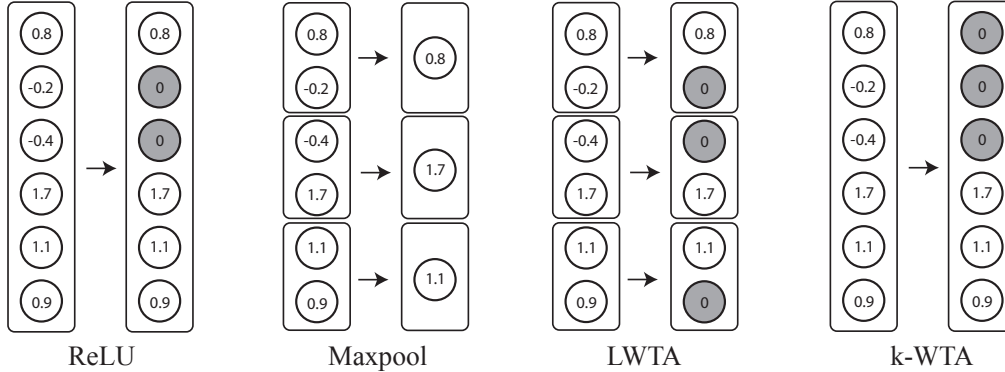 0.8 0.8 0.8 0.8 0.8 0.8 0.8 0
-0.2 0 -0.2 -0.2 0 -0.2 0
-0.4 0 -0.4 1.7 -0.4 0 -0.4 0
1.7 1.7 1.7 1.7 1.7 1.7 1.7
1.1 1.1 1.1 1.1 1.1 1.1 1.1 1.1
0.9 0.9 0.9 0.9 0 0.9 0.9
ReLU Maxpool LWTA k-WTA